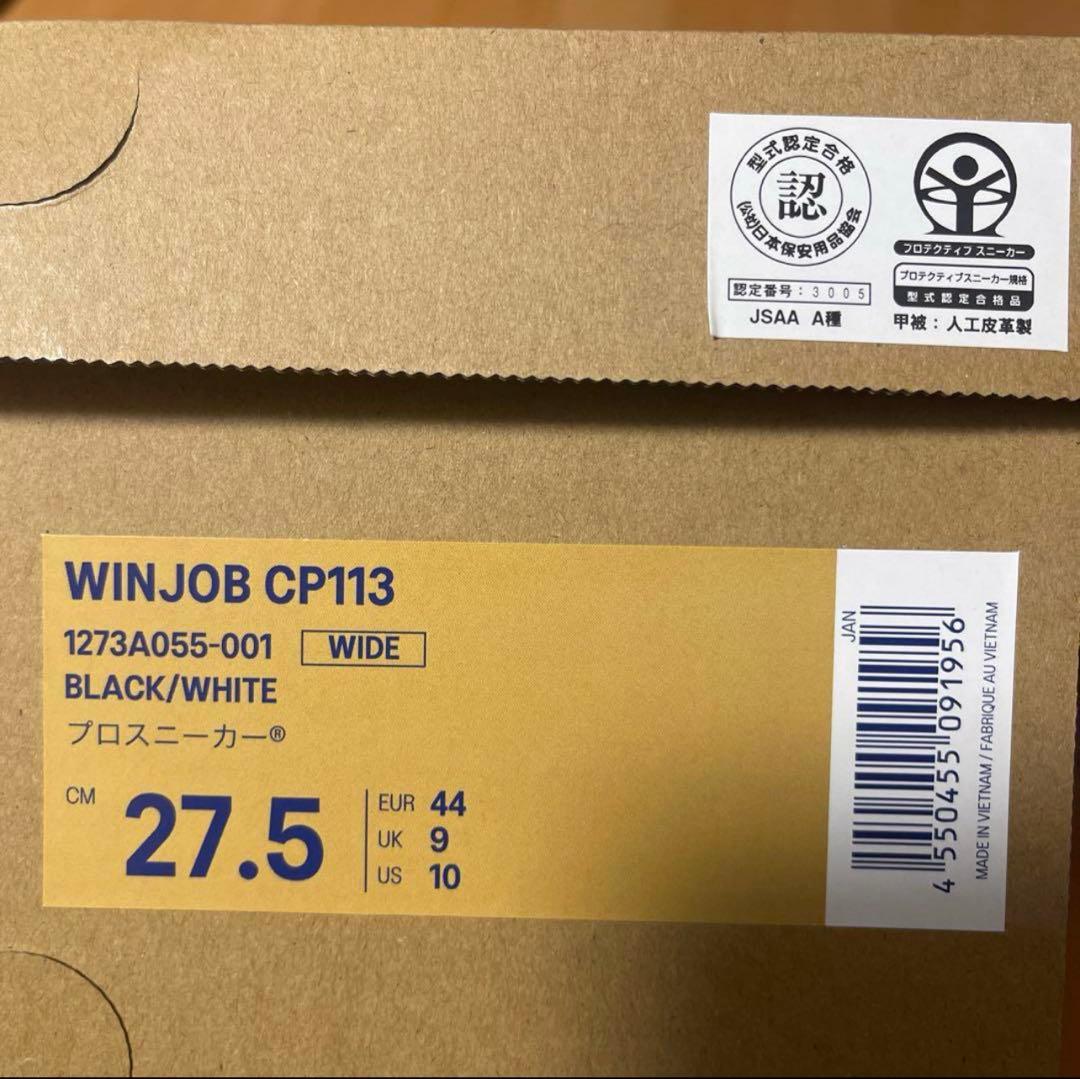 型式認定合格
認
(公社)日本保安用品協会
認定番号：3005
JSAA A種
プロテクティブ スニーカー
プロテクティブスニーカー規格
型式認定合格品
甲被：人工皮革製
WINJOB CP113
1273A055-001 WIDE
BLACK/WHITE
プロスニーカー®
CM 27.5
EUR 44
UK 9
US 10
JAN
4 550455 091956
MADE IN VIETNAM / FABRIQUE AU VIETNAM